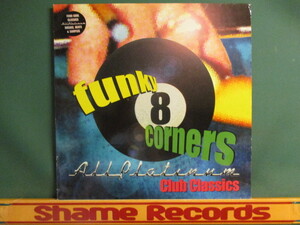 funky
8
corners
All Platinum
Club Classics
Shame Records